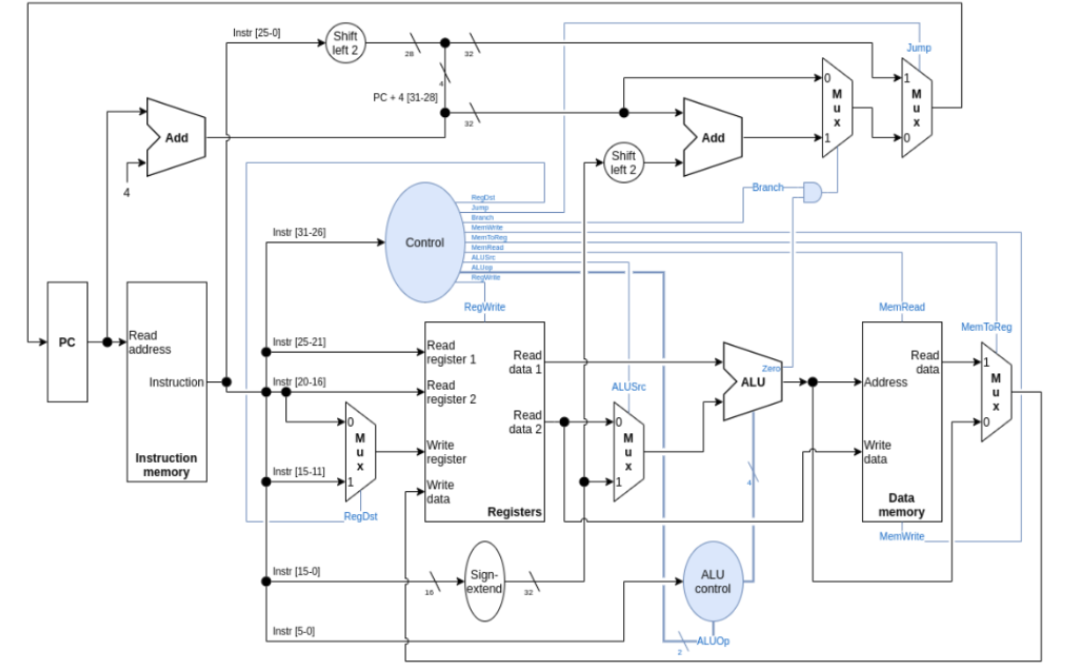 Instr [25-0]
Shift
left 2
28
32
Jump
4
PC + 4 [31-28]
32
0
1
M
u
x
1
M
u
x
0
Add
4
Add
Shift
left 2
Branch
RegDst
Jump
Branch
MemWrite
MemToReg
MemRead
ALUSrc
ALUop
RegWrite
Control
Instr [31-26]
RegWrite
MemRead
MemToReg
PC
Read
address
Instruction
Instruction
memory
Instr [25-21]
Instr [20-16]
Instr [15-11]
0
M
u
x
1
RegDst
Read
register 1
Read
register 2
Write
register
Write
data
Read
data 1
Read
data 2
Registers
ALUSrc
0
M
u
x
1
Zero
ALU
4
Address
Read
data
Write
data
Data
memory
MemWrite
1
M
u
x
0
Instr [15-0]
16
Sign-
extend
32
ALU
control
Instr [5-0]
2
ALUOp